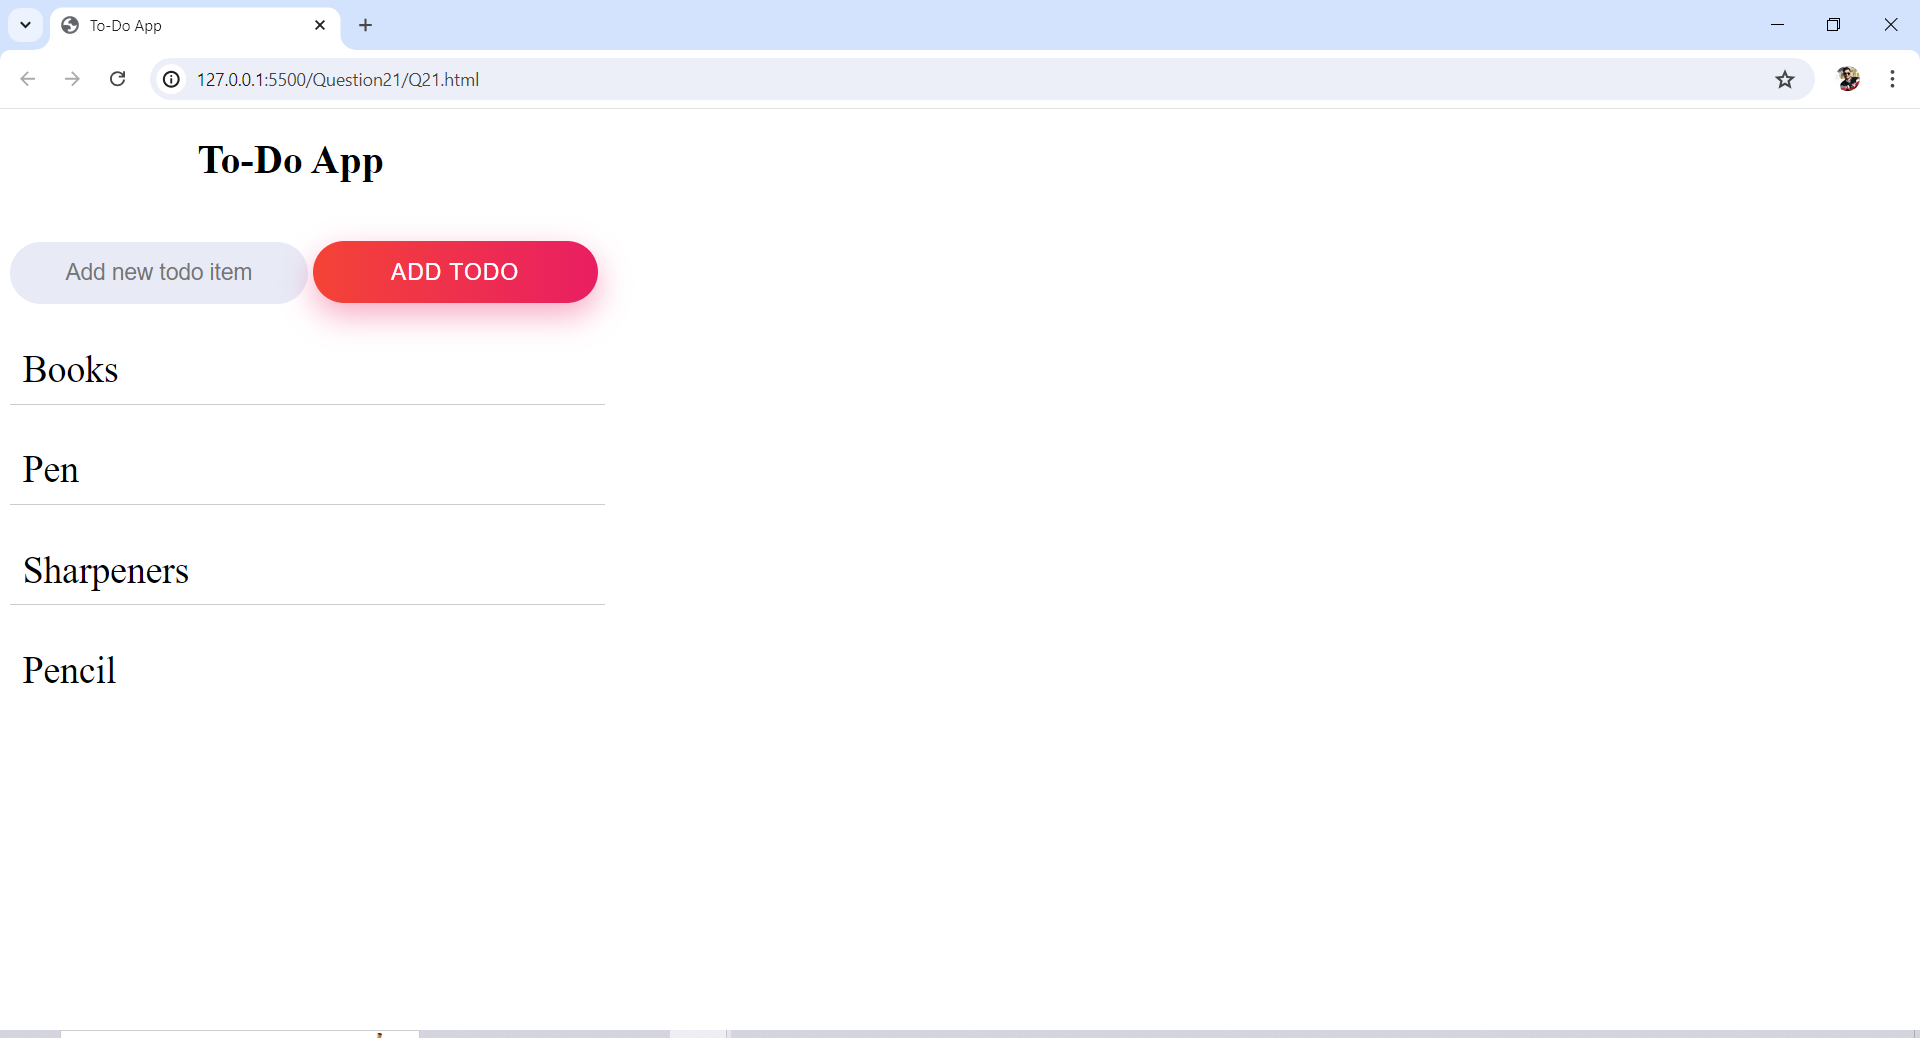 To-Do App
127.0.0.1:5500/Question21/Q21.html
To-Do App
Add new todo item
ADD TODO
Books
Pen
Sharpeners
Pencil